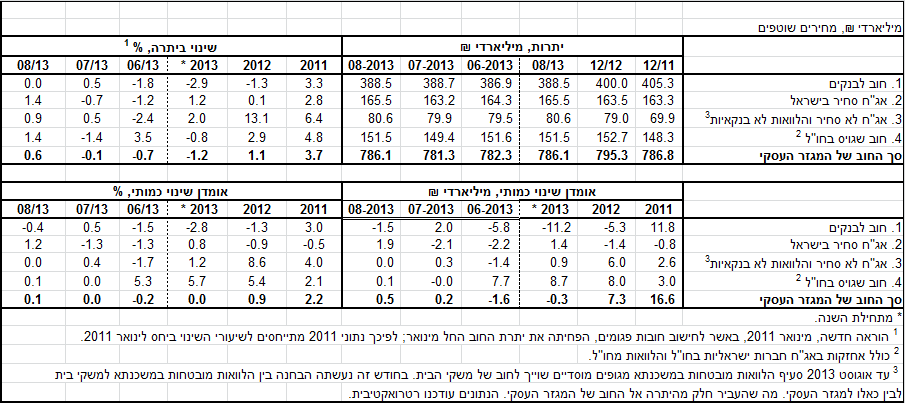 מיליארדי ₪, מחירים שוטפים
יתרות, מיליארדי ₪ שינוי ביתרה, % 1
12/11 12/12 08/13 06-2013 07-2013 08-2013 2011 2012 2013 * 06/13 07/13 08/13
1. חוב לבנקים 405.3 400.0 388.5 386.9 388.7 388.5 3.3 -1.3 -2.9 -1.8 0.5 0.0
2. אג"ח סחיר בישראל 163.3 163.5 165.5 164.3 163.2 165.5 2.8 0.1 1.2 -1.2 -0.7 1.4
3. אג"ח לא סחיר והלוואות לא בנקאיות3 69.9 79.0 80.6 79.5 79.9 80.6 6.4 13.1 2.0 -2.4 0.5 0.9
4. חוב שגויס בחו"ל 2 148.3 152.7 151.5 151.6 149.4 151.5 4.8 2.9 -0.8 3.5 -1.4 1.4
סך החוב של המגזר העסקי 786.8 795.3 786.1 782.3 781.3 786.1 3.7 1.1 -1.2 -0.7 -0.1 0.6
אומדן שינוי כמותי, מיליארדי ₪ אומדן שינוי כמותי, %
2011 2012 2013 * 06-2013 07-2013 08-2013 2011 2012 2013 * 06/13 07/13 08/13
1. חוב לבנקים 11.8 -5.3 -11.2 -5.8 2.0 -1.5 3.0 -1.3 -2.8 -1.5 0.5 -0.4
2. אג"ח סחיר בישראל -0.8 -1.4 1.4 -2.2 -2.1 1.9 -0.5 -0.9 0.8 -1.3 -1.3 1.2
3. אג"ח לא סחיר והלוואות לא בנקאיות3 2.6 6.0 0.9 -1.4 0.3 0.0 4.0 8.6 1.2 -1.7 0.4 0.0
4. חוב שגויס בחו"ל 2 3.0 8.0 8.7 7.7 -0.0 0.1 2.1 5.4 5.7 5.3 0.0 0.1
סך החוב של המגזר העסקי 16.6 7.3 -0.3 -1.6 0.2 0.5 2.2 0.9 0.0 -0.2 0.0 0.1
* מתחילת השנה.
1 הוראה חדשה, מינואר 2011, באשר לחישוב חובות פגומים, הפחיתה את יתרת החוב החל מינואר; לפיכך נתוני 2011 מתייחסים לשיעורי השינוי ביחס לינואר 2011.
2 כולל אחזקות באג"ח חברות ישראליות בחו"ל והלוואות מחו"ל.
3 עד אוגוסט 2013 סעיף הלוואות מובטחות במשכנתא מגופים מוסדיים שוייך לחוב של משקי הבית. בחודש זה נעשתה הבחנה בין הלוואות מובטחות במשכנתא למשקי בית
לבין כאלו למגזר העסקי. מה שהעביר חלק מהיתרה אל החוב של המגזר העסקי. הנתונים עודכנו רטרואקטיבית.